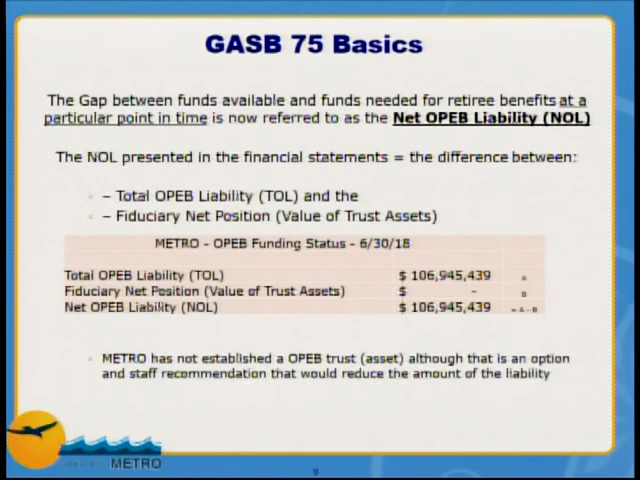 GASB 75 Basics
The Gap between funds available and funds needed for retiree benefits at a
particular point in time is now referred to as the Net OPEB Liability (NOL)
The NOL presented in the financial statements = the difference between:
– Total OPEB Liability (TOL) and the
– Fiduciary Net Position (Value of Trust Assets)
METRO - OPEB Funding Status - 6/30/18
Total OPEB Liability (TOL) $ 106,945,439 A
Fiduciary Net Position (Value of Trust Assets) $ - B
Net OPEB Liability (NOL) $ 106,945,439 = A - B
METRO has not established a OPEB trust (asset) although that is an option
and staff recommendation that would reduce the amount of the liability
METRO
9